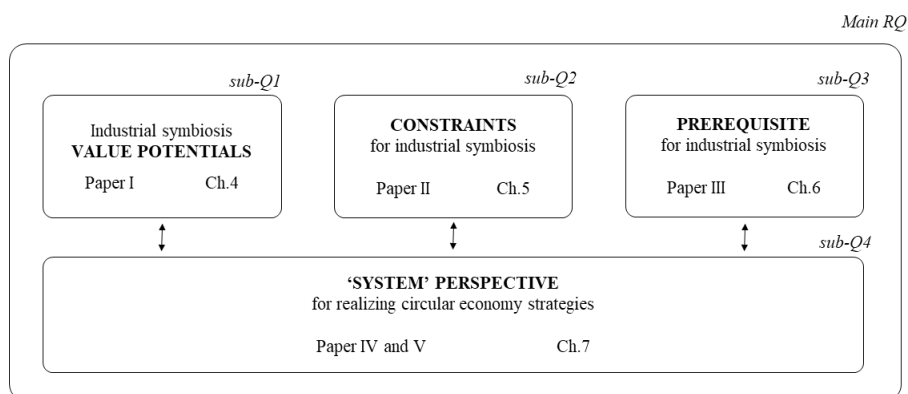 Main RQ
sub-Q1
Industrial symbiosis
VALUE POTENTIALS
Paper I Ch.4
sub-Q2
CONSTRAINTS
for industrial symbiosis
Paper II Ch.5
sub-Q3
PREREQUISITE
for industrial symbiosis
Paper III Ch.6
sub-Q4
‘SYSTEM’ PERSPECTIVE
for realizing circular economy strategies
Paper IV and V Ch.7